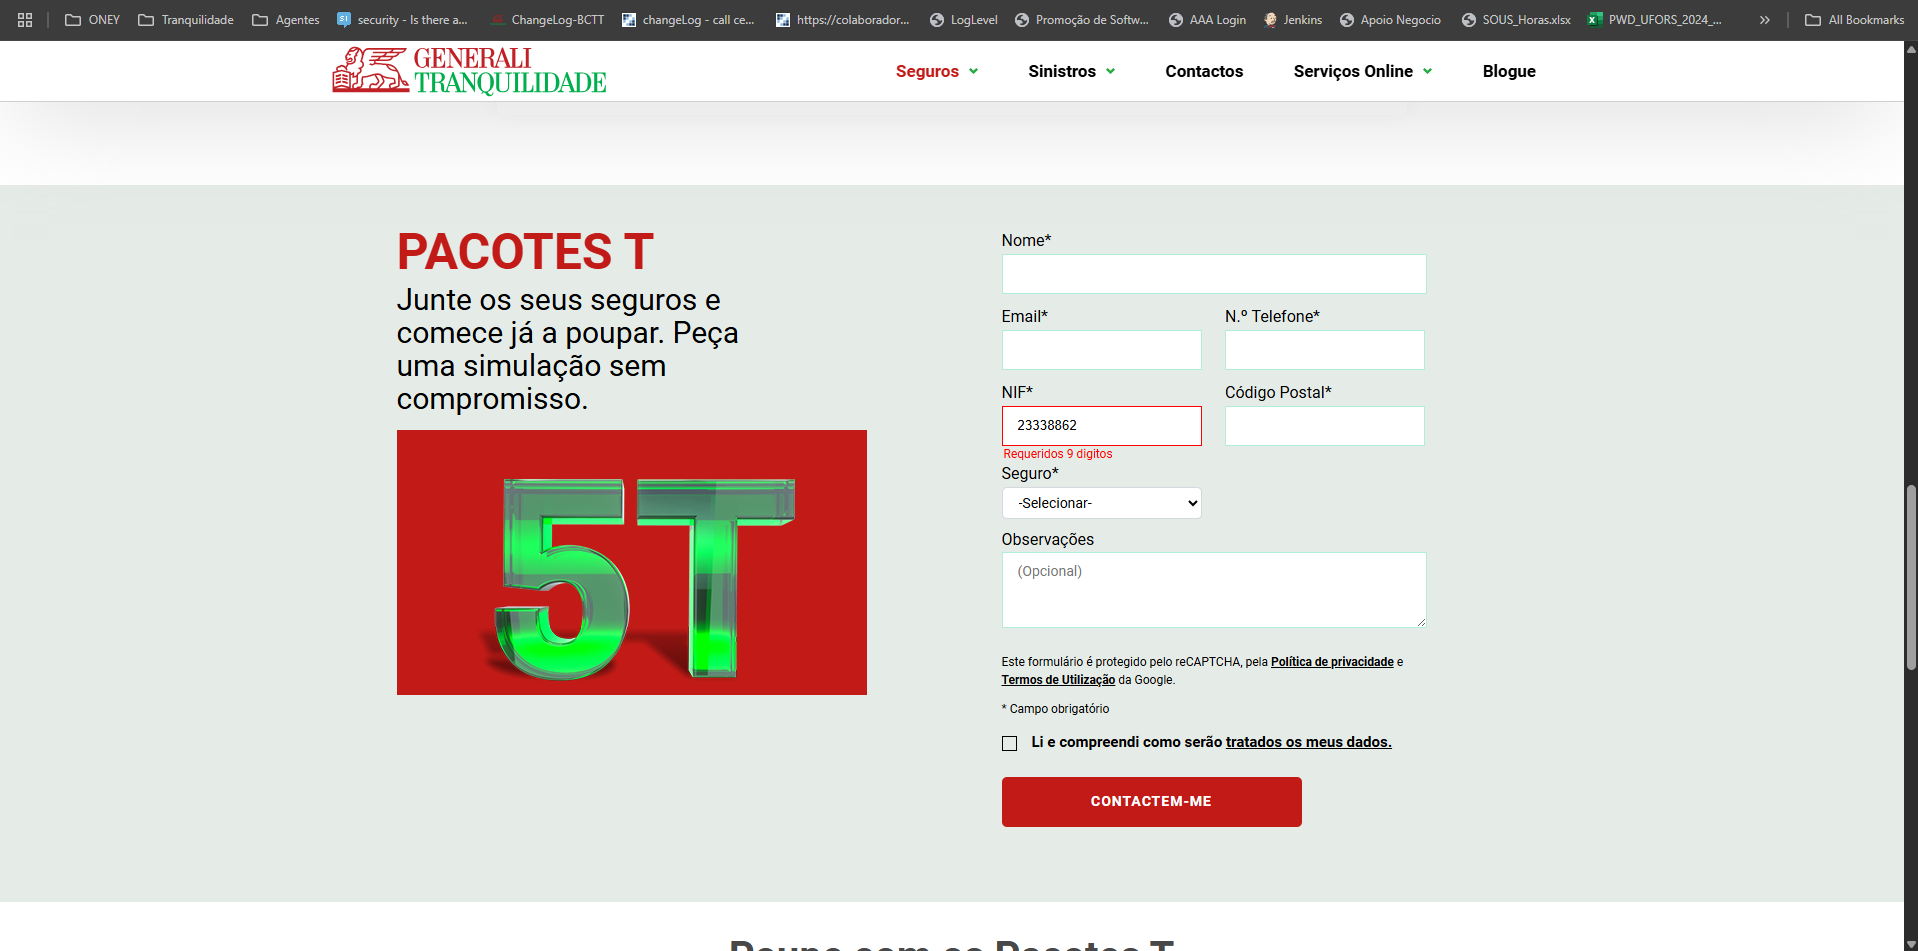 ONEY
Tranquilidade
Agentes
security - Is there a...
ChangeLog-BCTT
changeLog - call ce...
https://colaborador...
LogLevel
Promoção de Softw...
AAA Login
Jenkins
Apoio Negocio
SOUS_Horas.xlsx
PWD_UFORS_2024_...
All Bookmarks
GENERALI
TRANQUILIDADE
Seguros
Sinistros
Contactos
Serviços Online
Blogue
PACOTES T
Junte os seus seguros e
comece já a poupar. Peça
uma simulação sem
compromisso.
5T
Nome*
Email*
N.º Telefone*
NIF*
Código Postal*
23338862
Requeridos 9 digitos
Seguro*
-Selecionar-
Observações
(Opcional)
Este formulário é protegido pelo reCAPTCHA, pela Política de privacidade e
Termos de Utilização da Google.
* Campo obrigatório
Li e compreendi como serão tratados os meus dados.
CONTACTEM-ME
Poupe com os Pacotes T